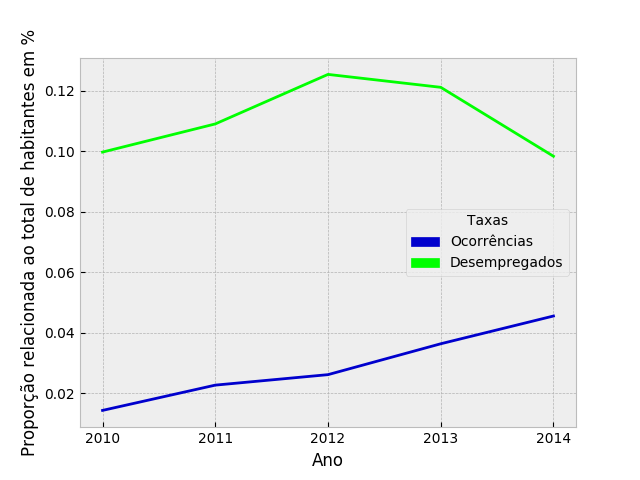 Proporção relacionada ao total de habitantes em %
0.12
0.10
0.08
0.06
0.04
0.02
Taxas
Ocorrências
Desempregados
2010 2011 2012 2013 2014
Ano